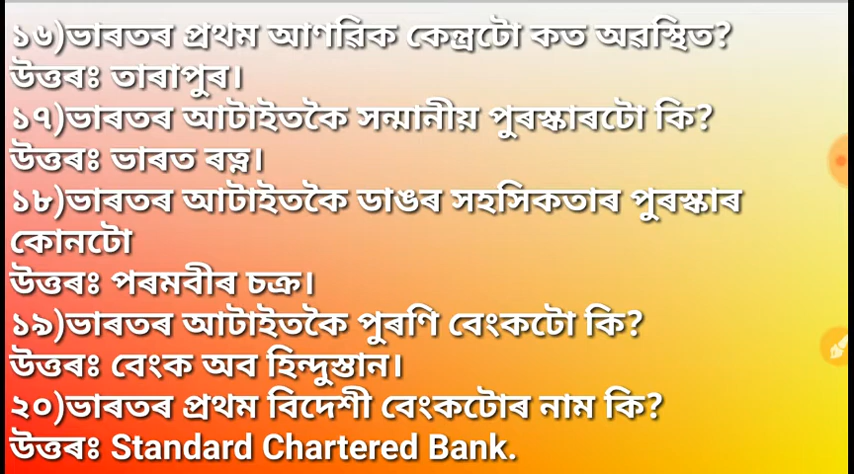 ১৬)ভাৰতৰ প্ৰথম আণৱিক কেন্দ্ৰটো কত অৱস্থিত?
উত্তৰঃ তাৰাপুৰ।
১৭)ভাৰতৰ আটাইতকৈ সন্মানীয় পুৰস্কাৰটো কি?
উত্তৰঃ ভাৰত ৰত্ন।
১৮)ভাৰতৰ আটাইতকৈ ডাঙৰ সহসিকতাৰ পুৰস্কাৰ
কোনটো
উত্তৰঃ পৰমবীৰ চক্ৰ।
১৯)ভাৰতৰ আটাইতকৈ পুৰণি বেংকটো কি?
উত্তৰঃ বেংক অব হিন্দুস্তান।
২০)ভাৰতৰ প্ৰথম বিদেশী বেংকটোৰ নাম কি?
উত্তৰঃ Standard Chartered Bank.